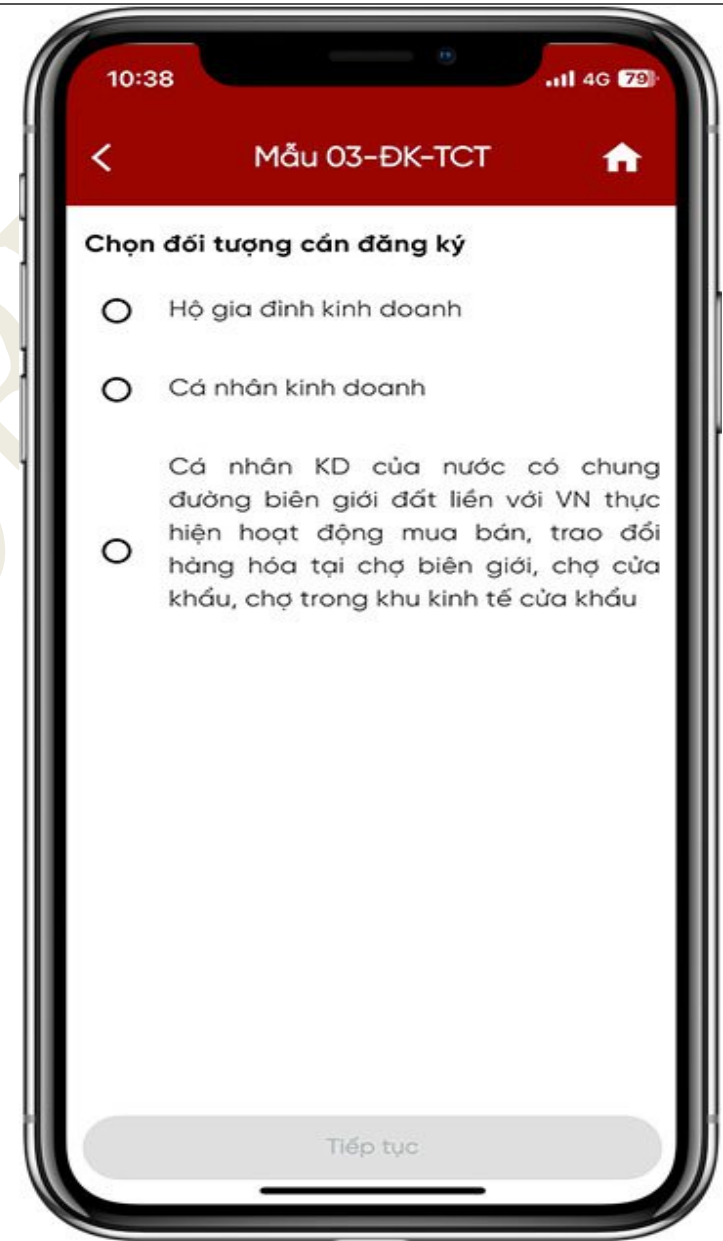 10:38
4G 79
Mẫu 03-ĐK-TCT
Chọn đối tượng cần đăng ký
Hộ gia đình kinh doanh
Cá nhân kinh doanh
Cá nhân KD của nước có chung
đường biên giới đất liền với VN thực
hiện hoạt động mua bán, trao đổi
hàng hóa tại chợ biên giới, chợ cửa
khẩu, chợ trong khu kinh tế cửa khẩu
Tiếp tục